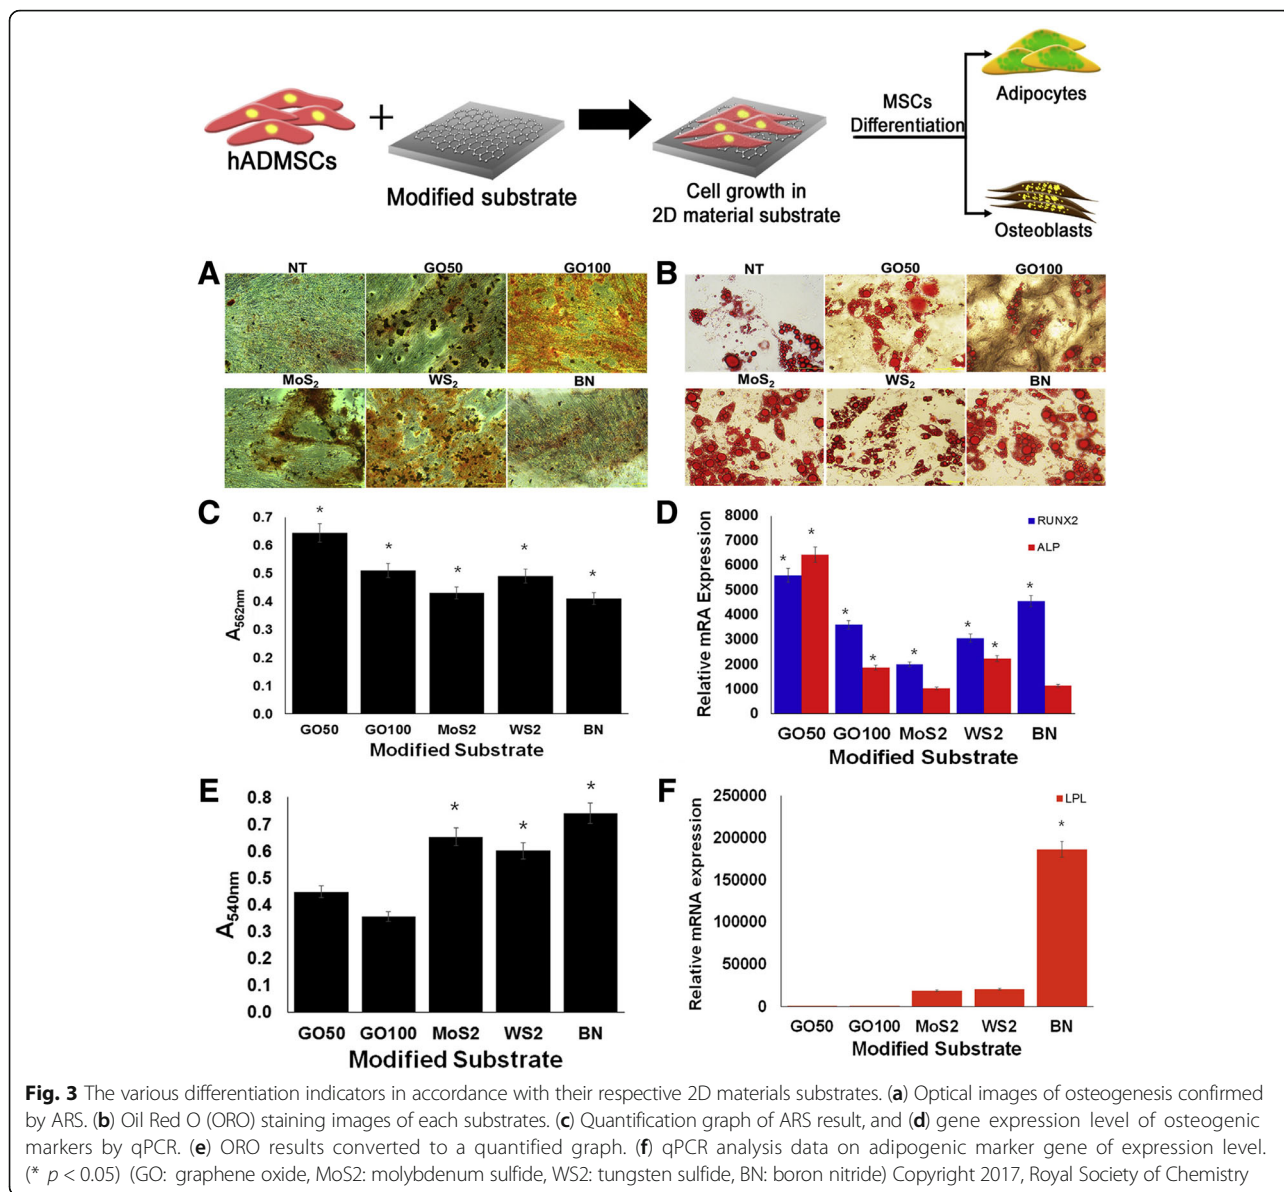 hADMSCs
+
Modified substrate
Cell growth in
2D material substrate
MSCs
Differentiation
Adipocytes
Osteoblasts
A
NT
GO50
GO100
MoS2
WS2
BN
B
NT
GO50
GO100
MoS2
WS2
BN
C
0.7
0.6
0.5
0.4
0.3
0.2
0.1
0.0
A562nm
* * * * *
GO50 GO100 MoS2 WS2 BN
Modified Substrate
D
8000
7000
6000
5000
4000
3000
2000
1000
0
Relative mRA Expression
RUNX2
ALP
* * * * * * * *
GO50 GO100 MoS2 WS2 BN
Modified Substrate
E
0.8
0.7
0.6
0.5
0.4
0.3
0.2
0.1
0.0
A540nm
* * *
GO50 GO100 MoS2 WS2 BN
Modified Substrate
F
250000
200000
150000
100000
50000
0
Relative mRNA expression
LPL
*
GO50 GO100 MoS2 WS2 BN
Modified Substrate
Fig. 3 The various differentiation indicators in accordance with their respective 2D materials substrates. (a) Optical images of osteogenesis confirmed
by ARS. (b) Oil Red O (ORO) staining images of each substrates. (c) Quantification graph of ARS result, and (d) gene expression level of osteogenic
markers by qPCR. (e) ORO results converted to a quantified graph. (f) qPCR analysis data on adipogenic marker gene of expression level.
(* p < 0.05) (GO: graphene oxide, MoS2: molybdenum sulfide, WS2: tungsten sulfide, BN: boron nitride) Copyright 2017, Royal Society of Chemistry